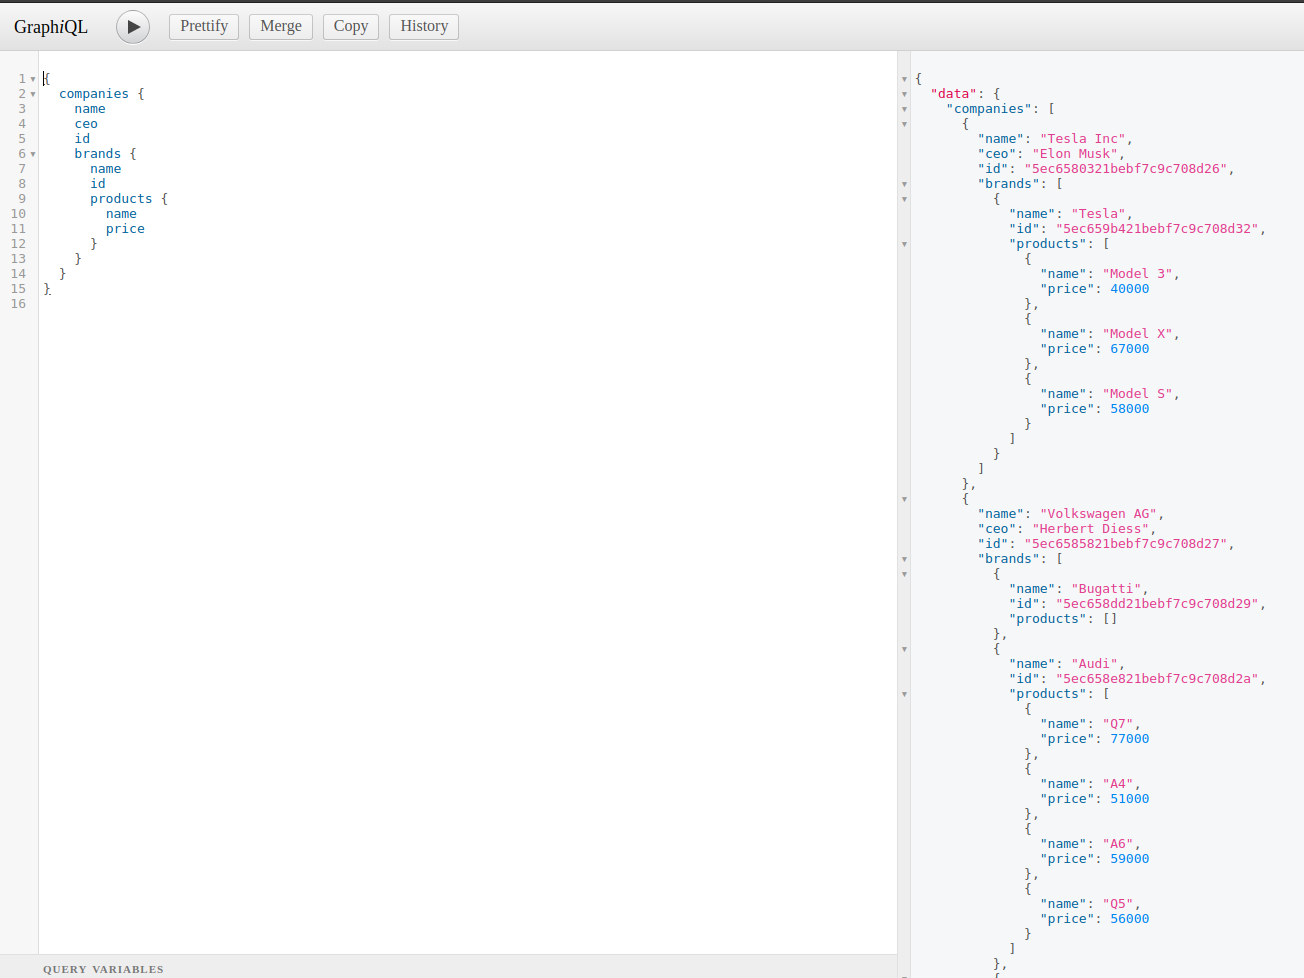 GraphiQL Prettify Merge Copy History
1 {
2 companies {
3 name
4 ceo
5 id
6 brands {
7 name
8 id
9 products {
10 name
11 price
12 }
13 }
14 }
15 }
16
QUERY VARIABLES
{
"data": {
"companies": [
{
"name": "Tesla Inc",
"ceo": "Elon Musk",
"id": "5ec6580321bebf7c9c708d26",
"brands": [
{
"name": "Tesla",
"id": "5ec659b421bebf7c9c708d32",
"products": [
{
"name": "Model 3",
"price": 40000
},
{
"name": "Model X",
"price": 67000
},
{
"name": "Model S",
"price": 58000
}
]
}
]
},
{
"name": "Volkswagen AG",
"ceo": "Herbert Diess",
"id": "5ec6585821bebf7c9c708d27",
"brands": [
{
"name": "Bugatti",
"id": "5ec658dd21bebf7c9c708d29",
"products": []
},
{
"name": "Audi",
"id": "5ec658e821bebf7c9c708d2a",
"products": [
{
"name": "Q7",
"price": 77000
},
{
"name": "A4",
"price": 51000
},
{
"name": "A6",
"price": 59000
},
{
"name": "Q5",
"price": 56000
}
]
},
{